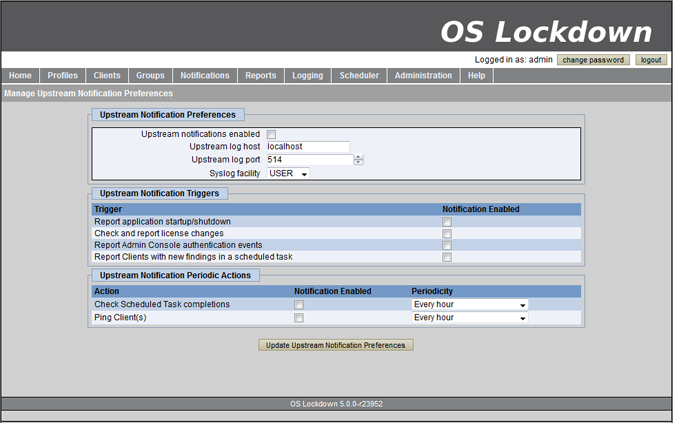 OS Lockdown
Logged in as: admin change password logout
Home Profiles Clients Groups Notifications Reports Logging Scheduler Administration Help
Manage Upstream Notification Preferences
Upstream Notification Preferences
Upstream notifications enabled
Upstream log host localhost
Upstream log port 514
Syslog facility USER
Upstream Notification Triggers
Trigger Notification Enabled
Report application startup/shutdown
Check and report license changes
Report Admin Console authentication events
Report Clients with new findings in a scheduled task
Upstream Notification Periodic Actions
Action Notification Enabled Periodicity
Check Scheduled Task completions Every hour
Ping Client(s) Every hour
Update Upstream Notification Preferences
OS Lockdown 5.0.0-r23952